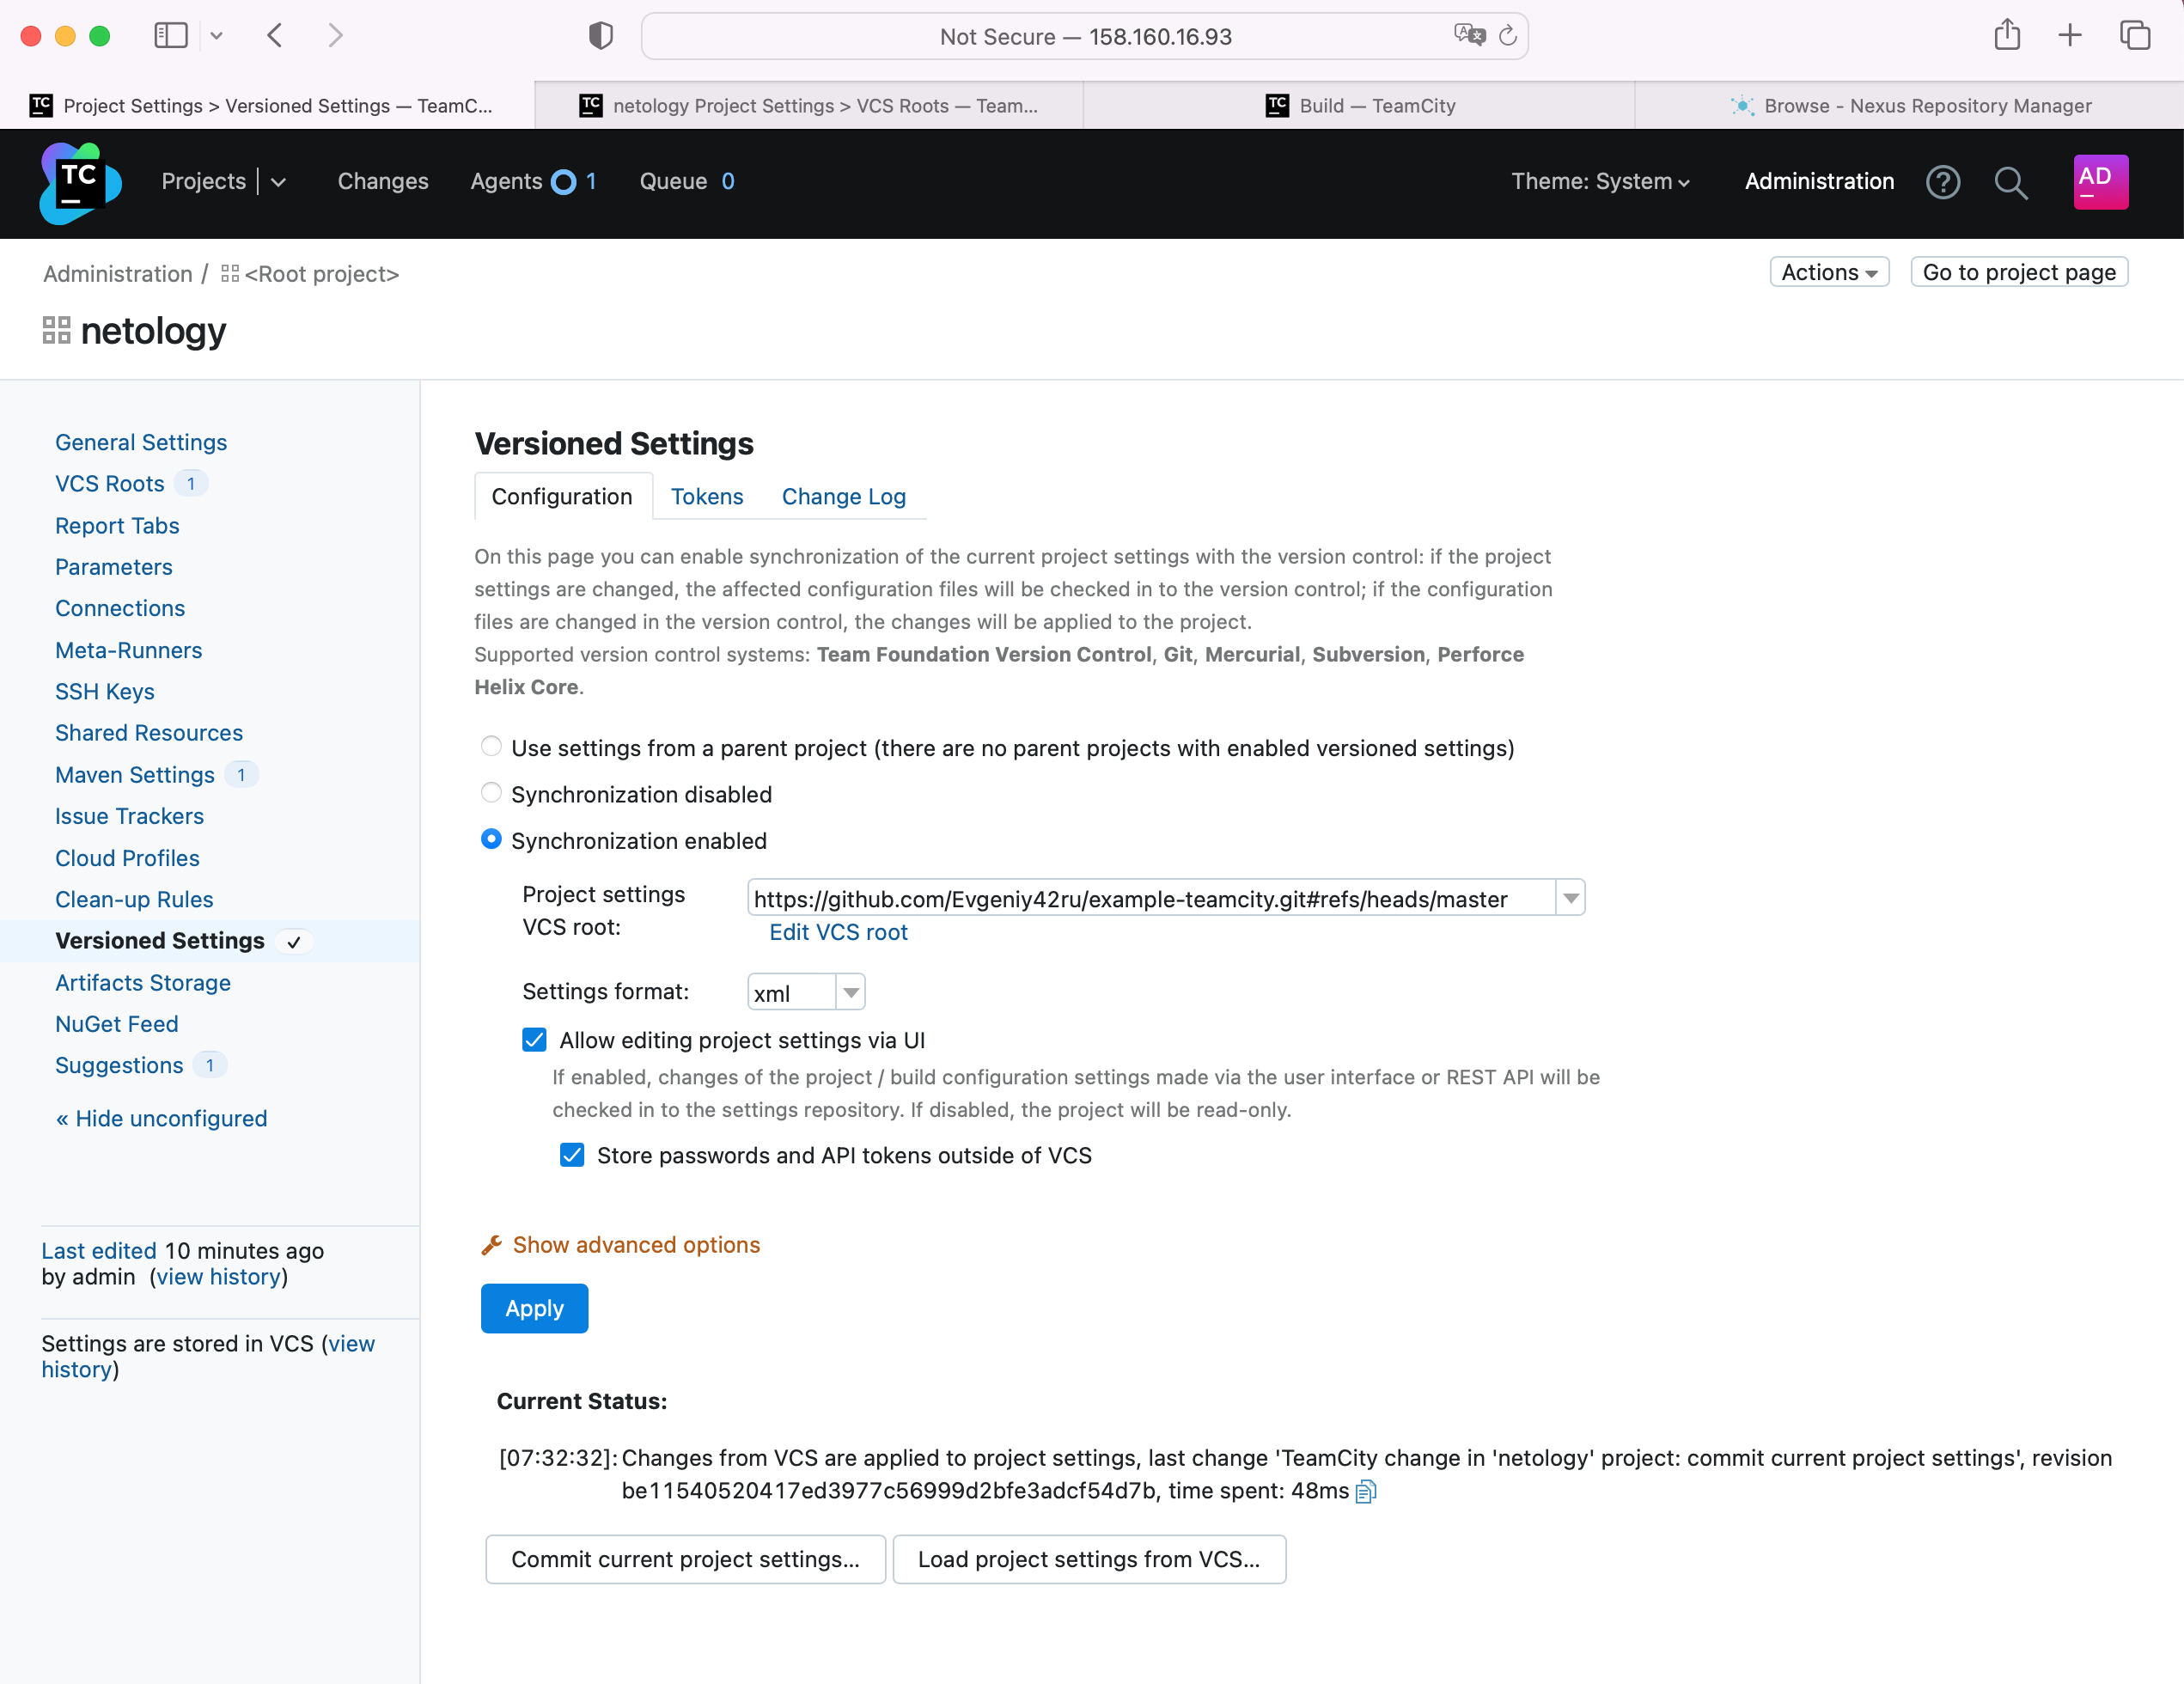 Not Secure — 158.160.16.93
TC Project Settings > Versioned Settings — TeamC...
TC netology Project Settings > VCS Roots — Team...
TC Build — TeamCity
Browse - Nexus Repository Manager
TC Projects Changes Agents 1 Queue 0 Theme: System Administration ? AD
Administration / <Root project>
Actions Go to project page
netology
General Settings
VCS Roots 1
Report Tabs
Parameters
Connections
Meta-Runners
SSH Keys
Shared Resources
Maven Settings 1
Issue Trackers
Cloud Profiles
Clean-up Rules
Versioned Settings ✓
Artifacts Storage
NuGet Feed
Suggestions 1
« Hide unconfigured
Last edited 10 minutes ago
by admin (view history)
Settings are stored in VCS (view
history)
Versioned Settings
Configuration Tokens Change Log
On this page you can enable synchronization of the current project settings with the version control: if the project
settings are changed, the affected configuration files will be checked in to the version control; if the configuration
files are changed in the version control, the changes will be applied to the project.
Supported version control systems: Team Foundation Version Control, Git, Mercurial, Subversion, Perforce
Helix Core.
Use settings from a parent project (there are no parent projects with enabled versioned settings)
Synchronization disabled
Synchronization enabled
Project settings
VCS root:
https://github.com/Evgeniy42ru/example-teamcity.git#refs/heads/master
Edit VCS root
Settings format: xml
Allow editing project settings via UI
If enabled, changes of the project / build configuration settings made via the user interface or REST API will be
checked in to the settings repository. If disabled, the project will be read-only.
Store passwords and API tokens outside of VCS
Show advanced options
Apply
Current Status:
[07:32:32]: Changes from VCS are applied to project settings, last change 'TeamCity change in 'netology' project: commit current project settings', revision
be11540520417ed3977c56999d2bfe3adcf54d7b, time spent: 48ms
Commit current project settings... Load project settings from VCS...